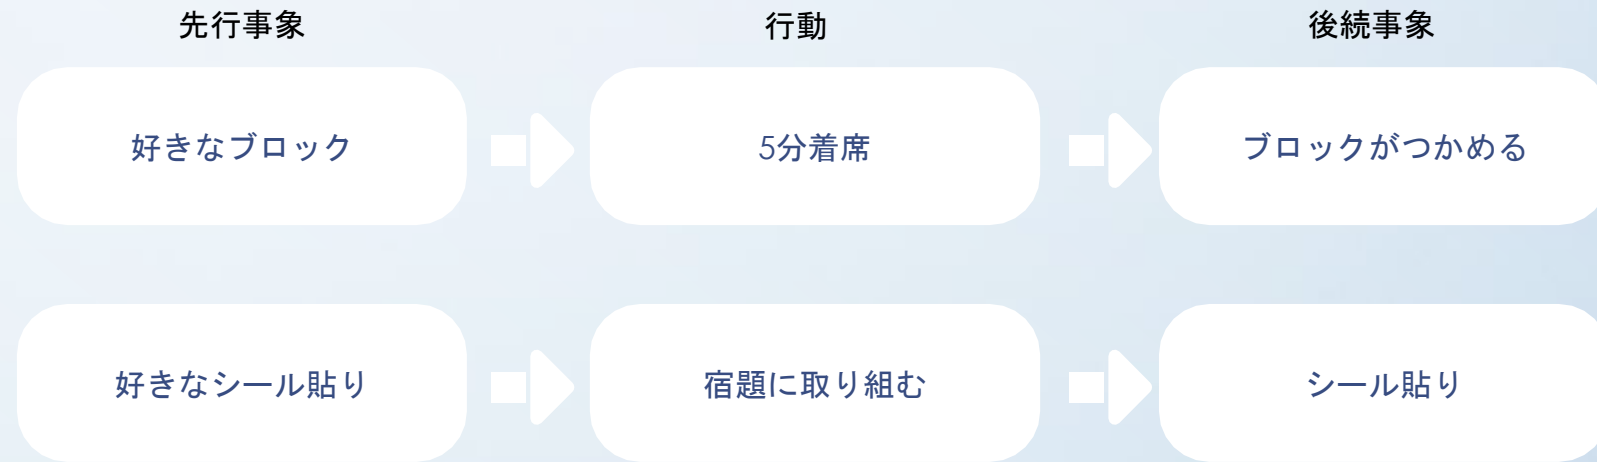 先行事象
行動
後続事象
好きなブロック
5分着席
ブロックがつかめる
好きなシール貼り
宿題に取り組む
シール貼り